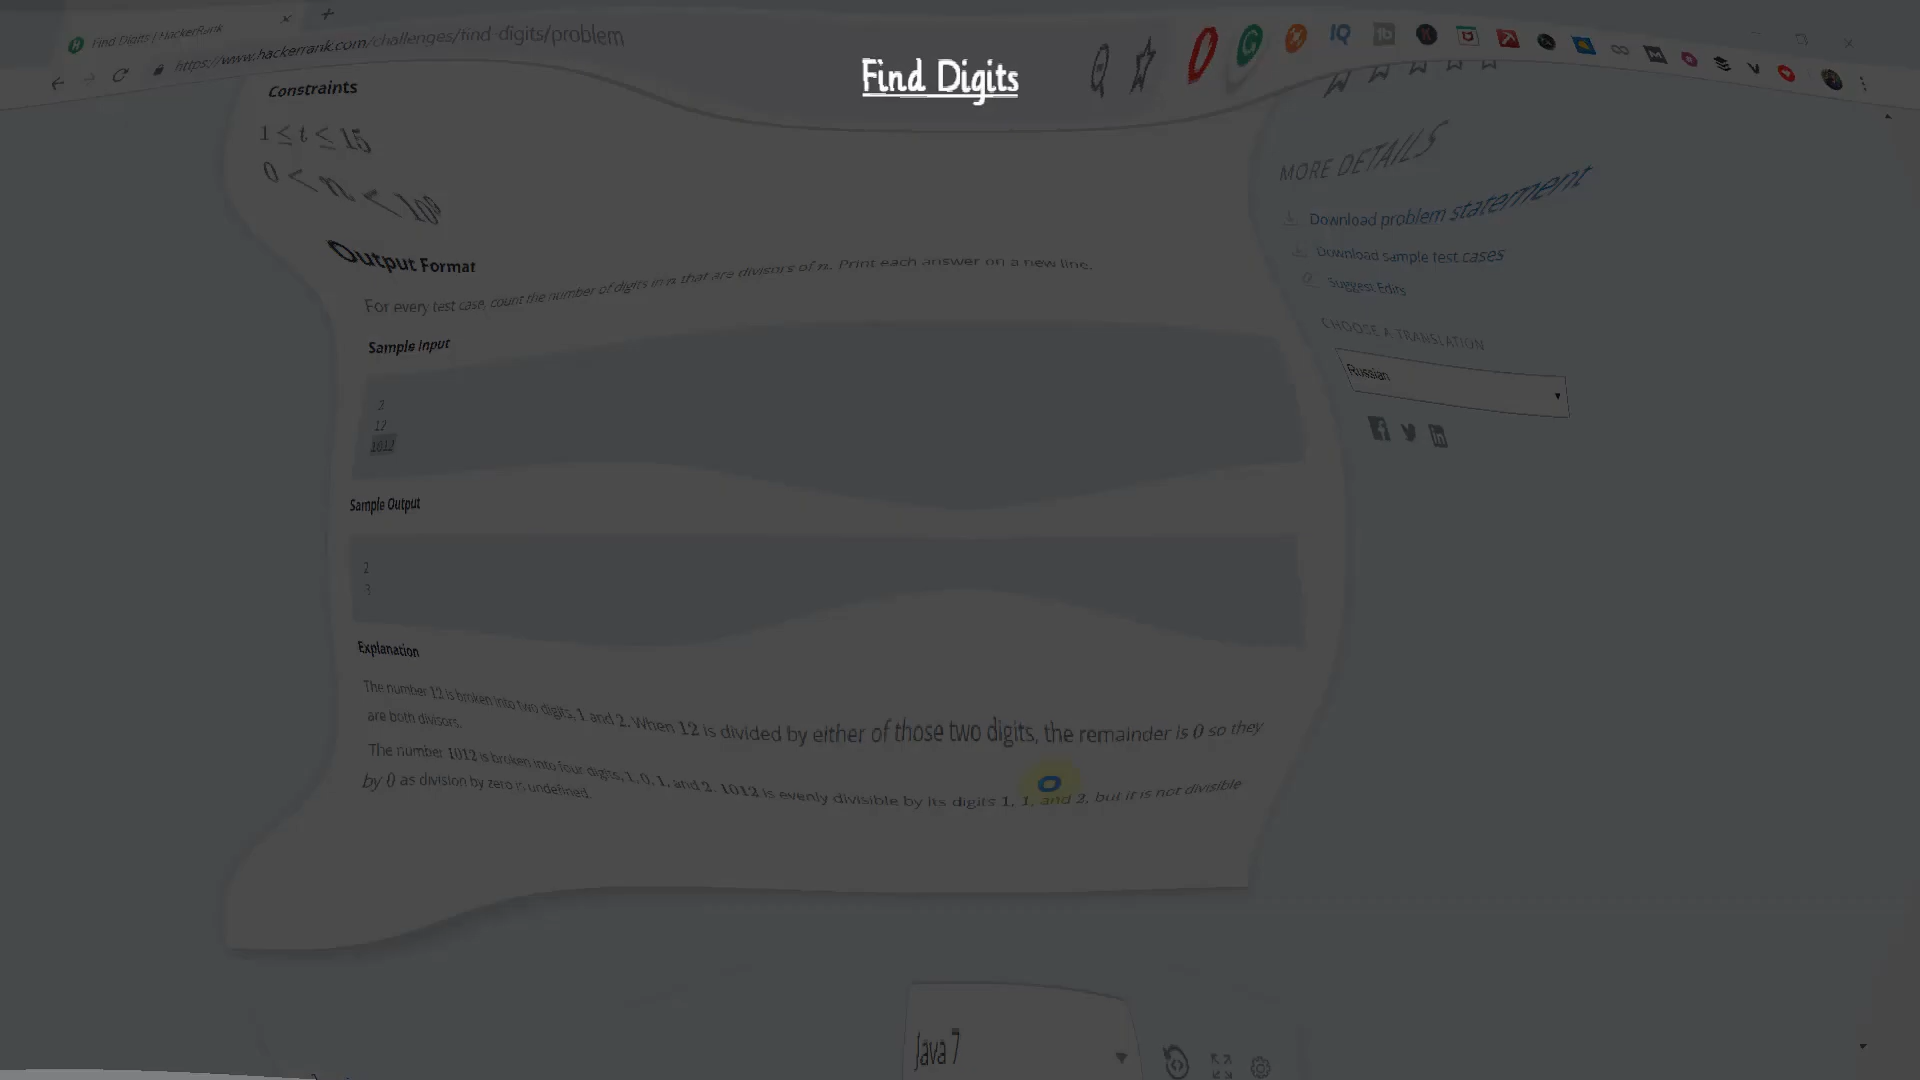 Find Digits | HackerRank
https://www.hackerrank.com/challenges/find-digits/problem
Find Digits
Constraints
1 ≤ t ≤ 15
0 < n < 10⁹
Output Format
For every test case, count the number of digits in n that are divisors of n. Print each answer on a new line.
Sample Input
2
12
1012
Sample Output
2
3
Explanation
The number 12 is broken into two digits, 1 and 2. When 12 is divided by either of those two digits, the remainder is 0 so they
are both divisors.
The number 1012 is broken into four digits, 1, 0, 1, and 2. 1012 is evenly divisible by its digits 1, 1, and 2, but it is not divisible
by 0 as division by zero is undefined.
MORE DETAILS
Download problem statement
Download sample test cases
Suggest Edits
CHOOSE A TRANSLATION
Russian
Java 7